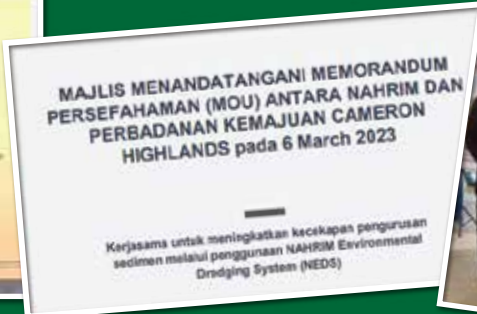 MAJLIS MENANDATANGANI MEMORANDUM
PERSEFAHAMAN (MOU) ANTARA NAHRIM DAN
PERBADANAN KEMAJUAN CAMERON
HIGHLANDS pada 6 March 2023
Kerjasama untuk meningkatkan kecekapan pengurusan
sedimen melalui penggunaan NAHRIM Environmental
Dredging System (NEDS)